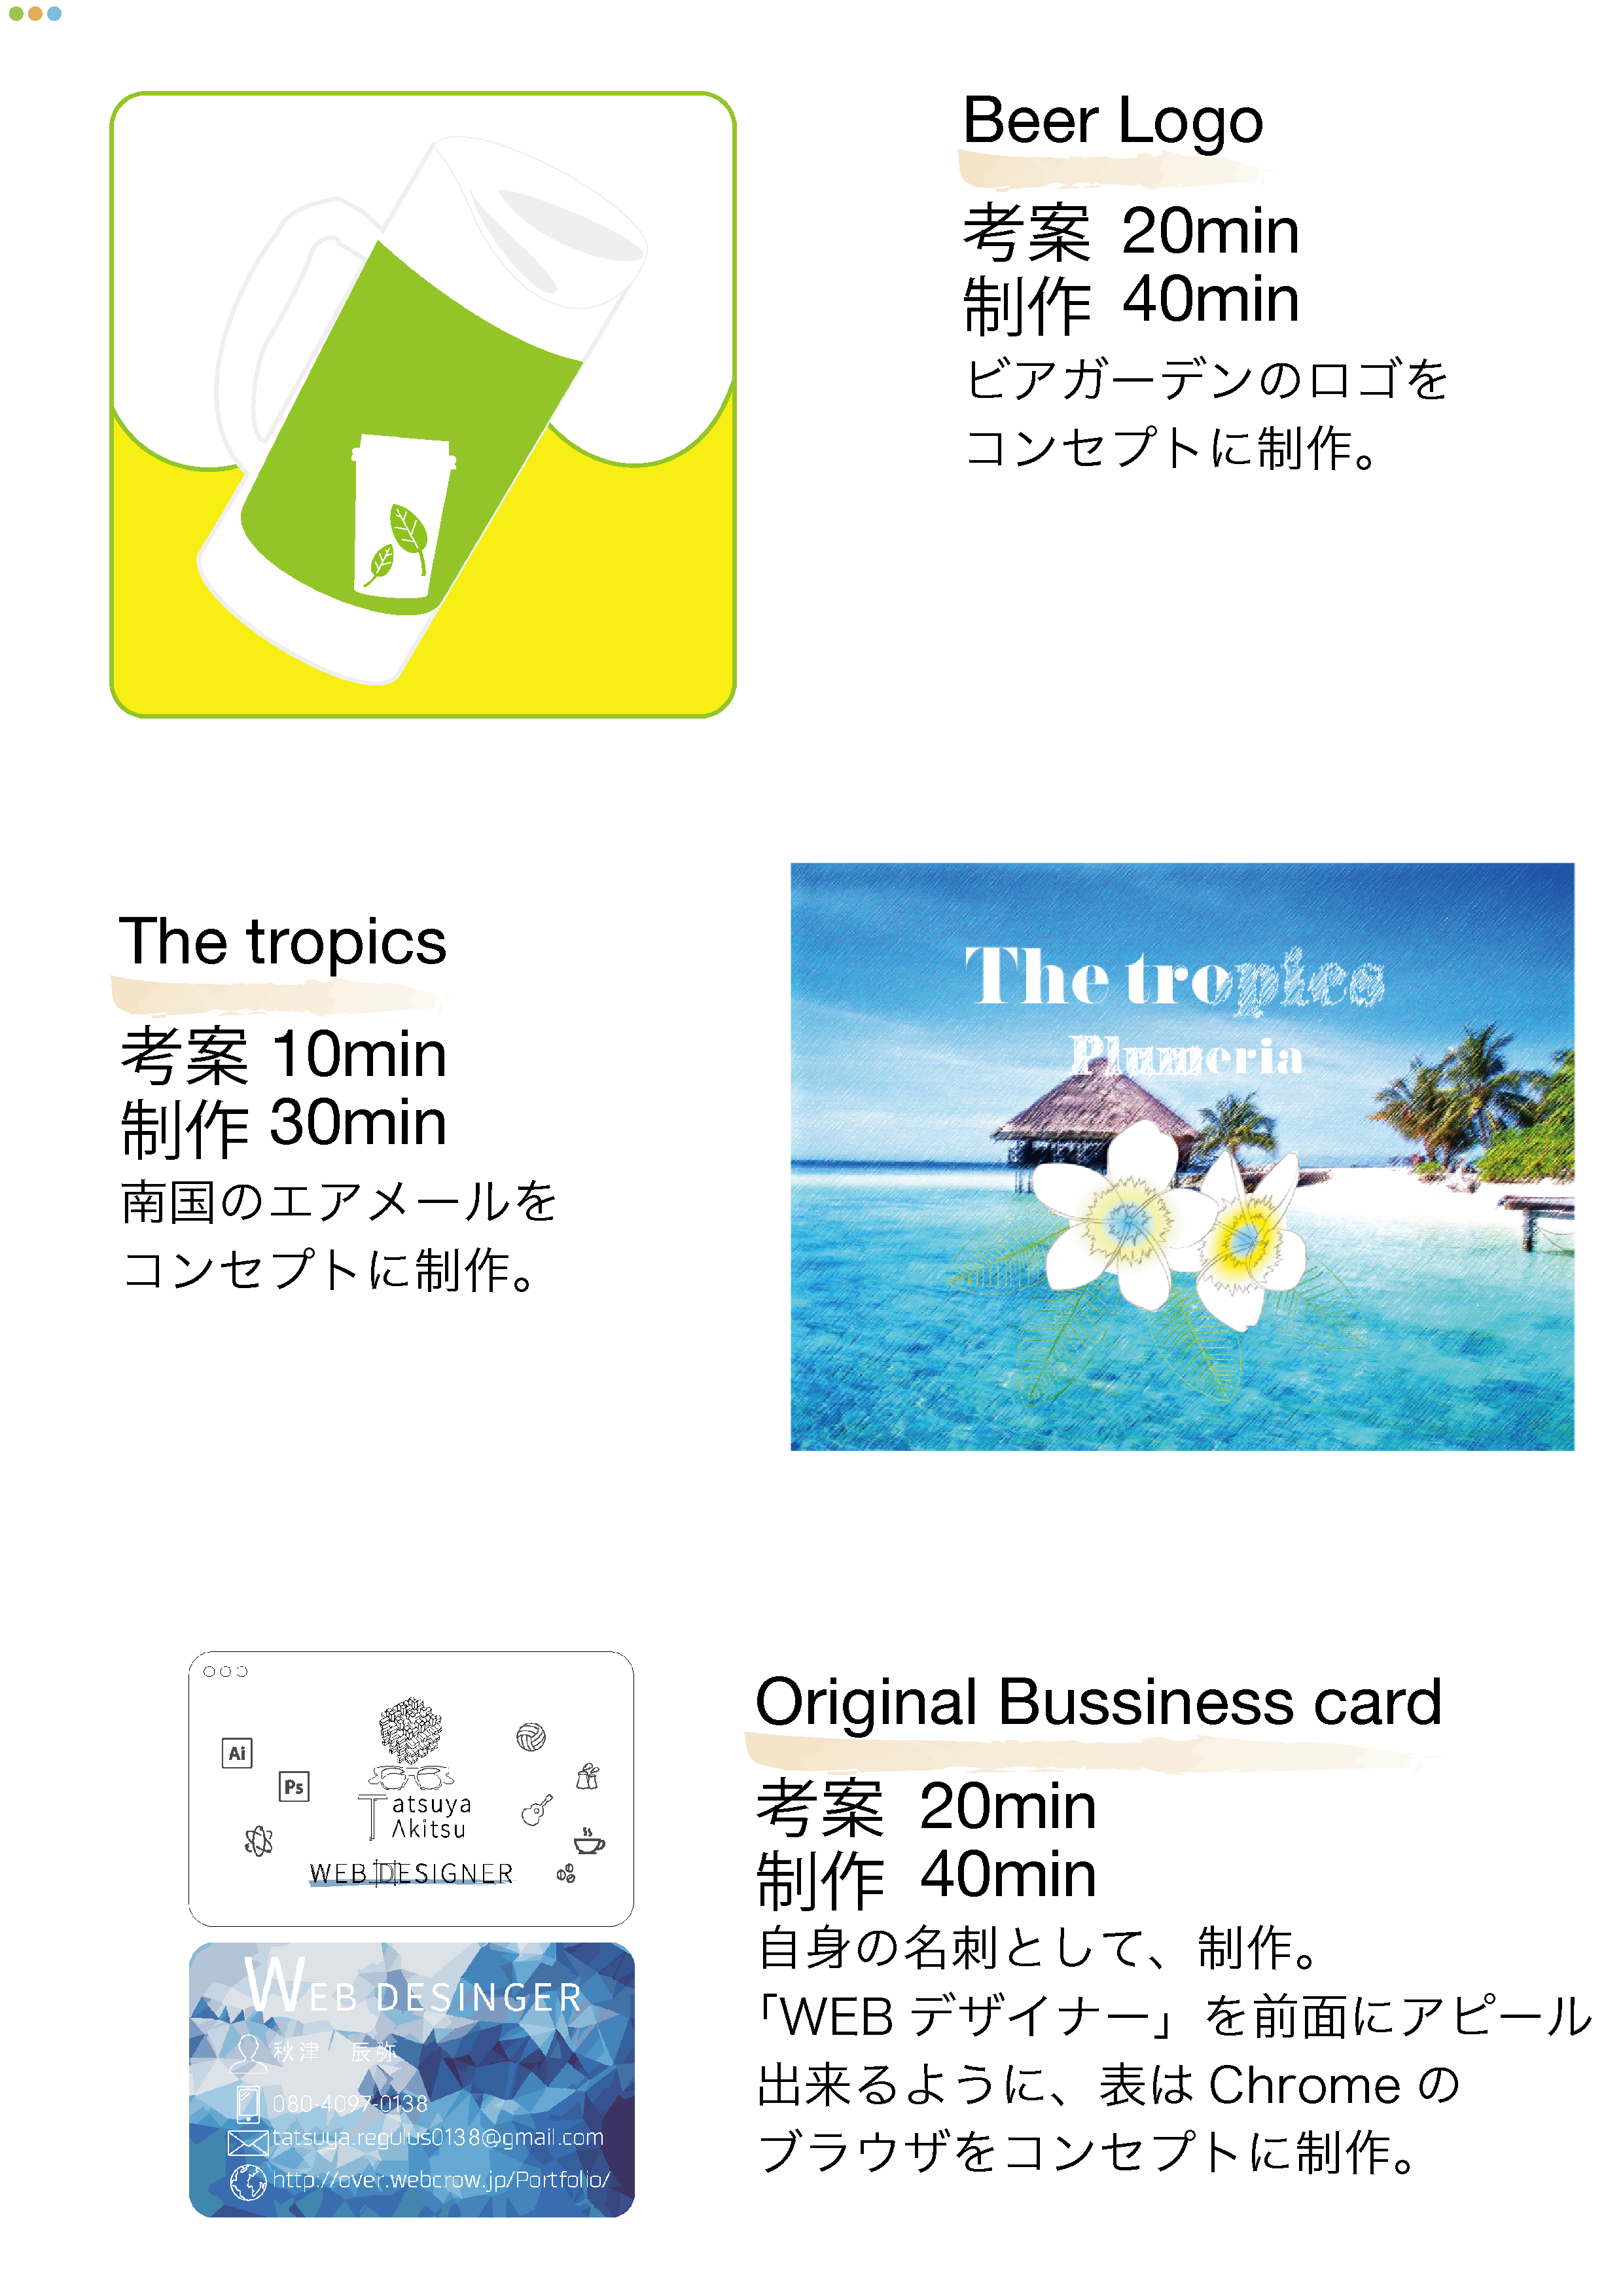 Beer Logo
考案 20min
制作 40min
ビアガーデンのロゴを
コンセプトに制作。
The tropics
考案 10min
制作 30min
南国のエアメールを
コンセプトに制作。
The tropics
Plumeria
Ai
Ps
Tatsuya
Akitsu
WEB DESIGNER
WEB DESINGER
秋津 辰弥
080-4097-0138
tatsuya.regulus0138@gmail.com
http://over.webcrow.jp/Portfolio/
Original Bussiness card
考案 20min
制作 40min
自身の名刺として、制作。
「WEB デザイナー」を前面にアピール
出来るように、表は Chrome の
ブラウザをコンセプトに制作。